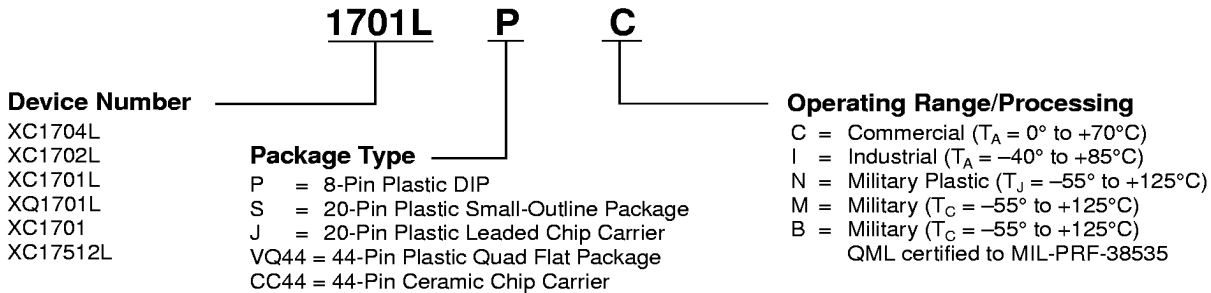 1701L P C
Device Number
XC1704L
XC1702L
XC1701L
XQ1701L
XC1701
XC17512L
Package Type
P = 8-Pin Plastic DIP
S = 20-Pin Plastic Small-Outline Package
J = 20-Pin Plastic Leaded Chip Carrier
VQ44 = 44-Pin Plastic Quad Flat Package
CC44 = 44-Pin Ceramic Chip Carrier
Operating Range/Processing
C = Commercial (TA = 0° to +70°C)
I = Industrial (TA = –40° to +85°C)
N = Military Plastic (TJ = –55° to +125°C)
M = Military (TC = –55° to +125°C)
B = Military (TC = –55° to +125°C)
QML certified to MIL-PRF-38535